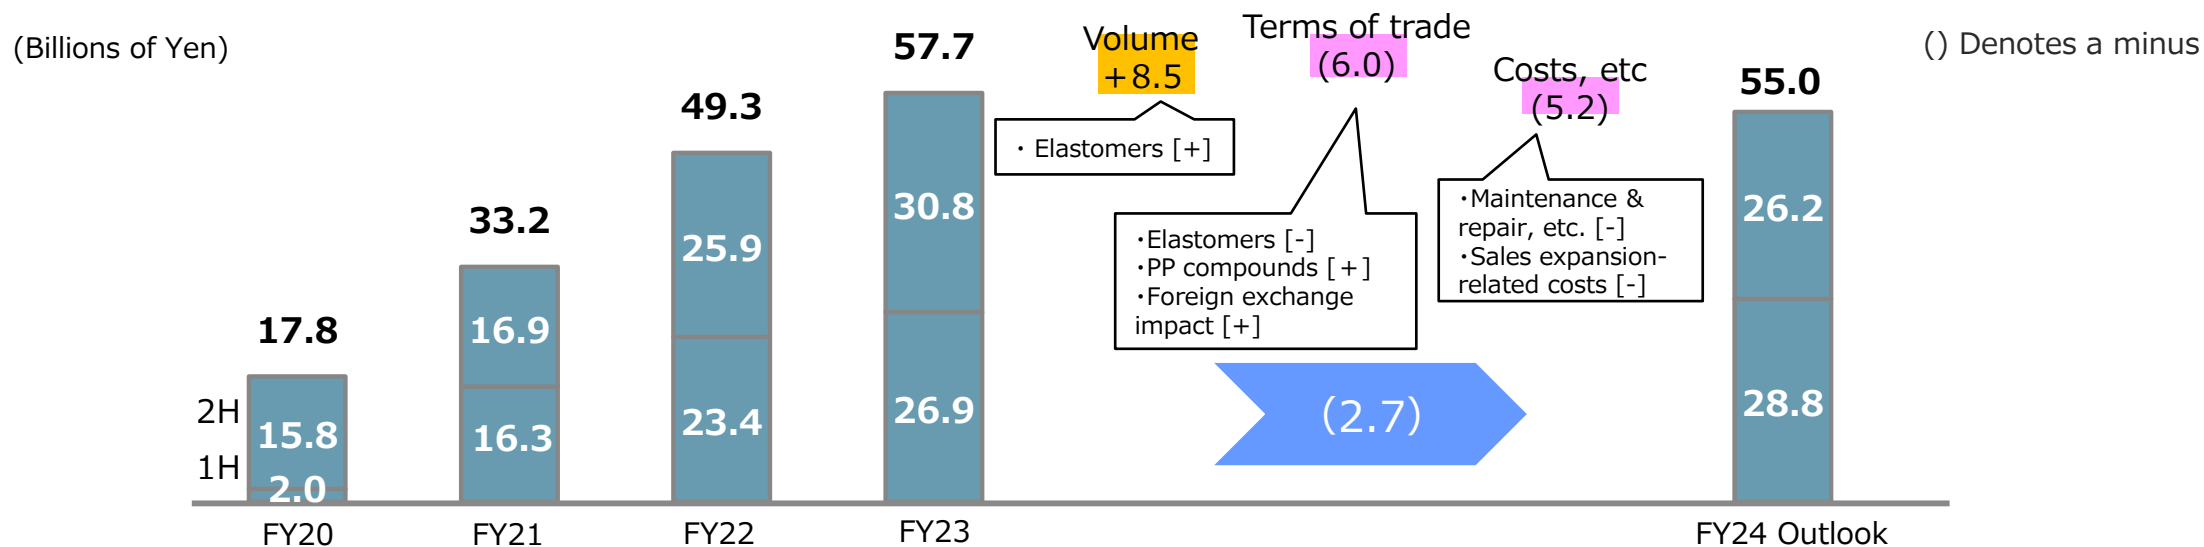 (Billions of Yen)
() Denotes a minus
17.8
33.2
49.3
57.7
Volume
+8.5
Terms of trade
(6.0)
Costs, etc
(5.2)
55.0
・Elastomers [+]
・Elastomers [-]
・PP compounds [+]
・Foreign exchange
impact [+]
・Maintenance &
repair, etc. [-]
・Sales expansion-
related costs [-]
2H
1H
15.8
2.0
16.9
16.3
25.9
23.4
30.8
26.9
(2.7)
26.2
28.8
FY20
FY21
FY22
FY23
FY24 Outlook